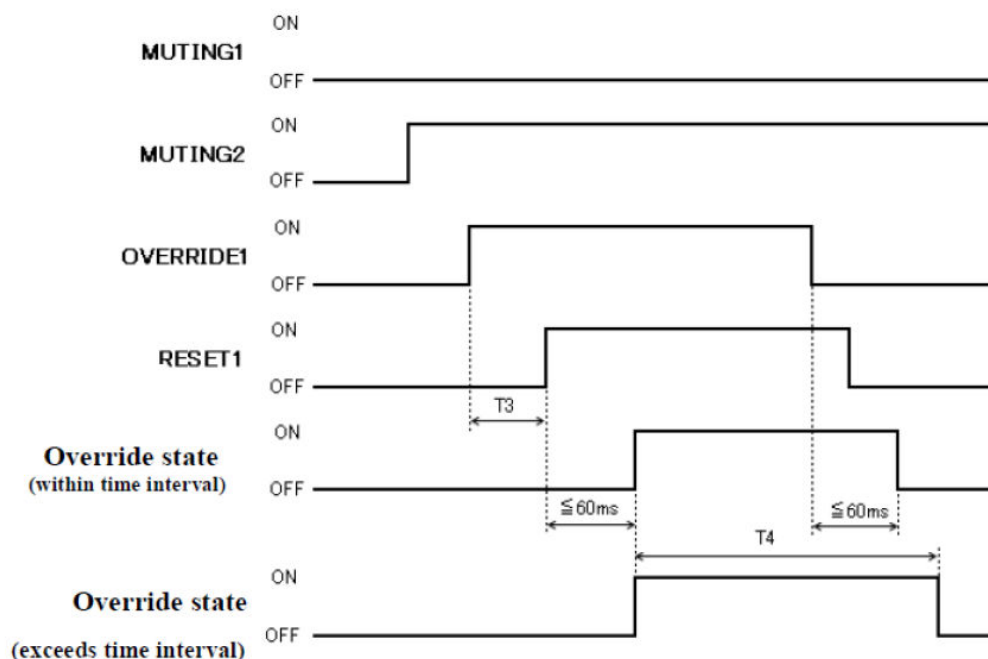 ON
MUTING1
OFF
ON
MUTING2
OFF
ON
OVERRIDE1
OFF
ON
RESET1
OFF
T3
ON
Override state
(within time interval)
OFF
≦60ms
≦60ms
T4
ON
Override state
OFF
(exceeds time interval)